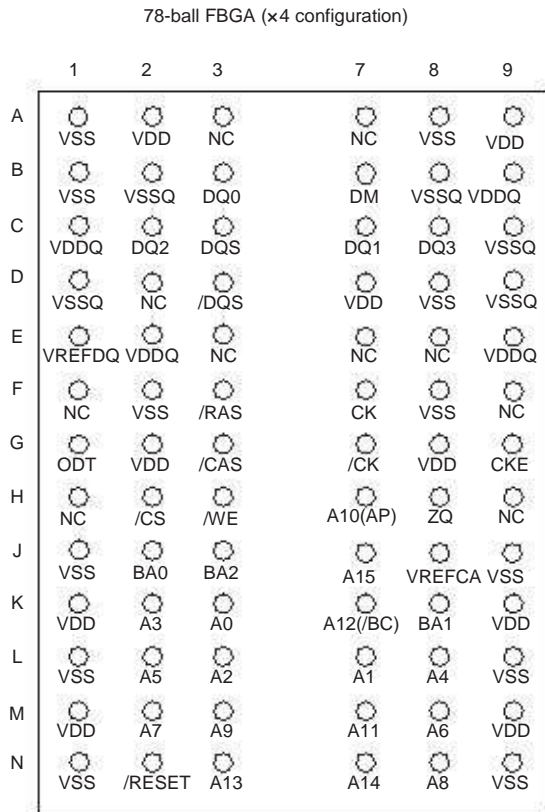 78-ball FBGA (×4 configuration)
1 2 3 7 8 9
A
VSS VDD NC NC VSS VDD
B
VSS VSSQ DQ0 DM VSSQ VDDQ
C
VDDQ DQ2 DQS DQ1 DQ3 VSSQ
D
VSSQ NC /DQS VDD VSS VSSQ
E
VREFDQ VDDQ NC NC NC VDDQ
F
NC VSS /RAS CK VSS NC
G
ODT VDD /CAS /CK VDD CKE
H
NC /CS /WE A10(AP) ZQ NC
J
VSS BA0 BA2 A15 VREFCA VSS
K
VDD A3 A0 A12(/BC) BA1 VDD
L
VSS A5 A2 A1 A4 VSS
M
VDD A7 A9 A11 A6 VDD
N
VSS /RESET A13 A14 A8 VSS